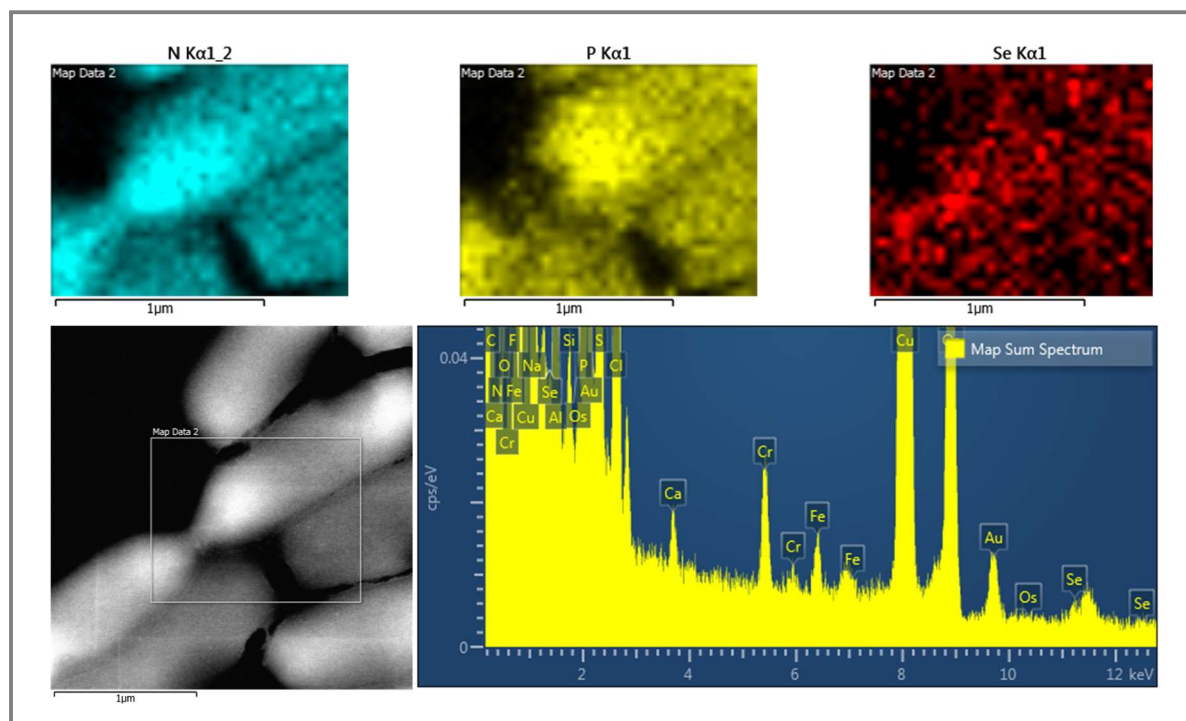 N Kα1_2
P Kα1
Se Kα1
Map Data 2
Map Data 2
Map Data 2
1μm
1μm
1μm
Map Data 2
1μm
Map Sum Spectrum
0.04
cps/eV
0
C F Si S Cu
O Na P Cl
N Fe Se Au
Ca Cu Al Os
Cr
Cr
Ca
Fe
Cr
Fe
Au
Os
Se
Se
2 4 6 8 10 12 keV